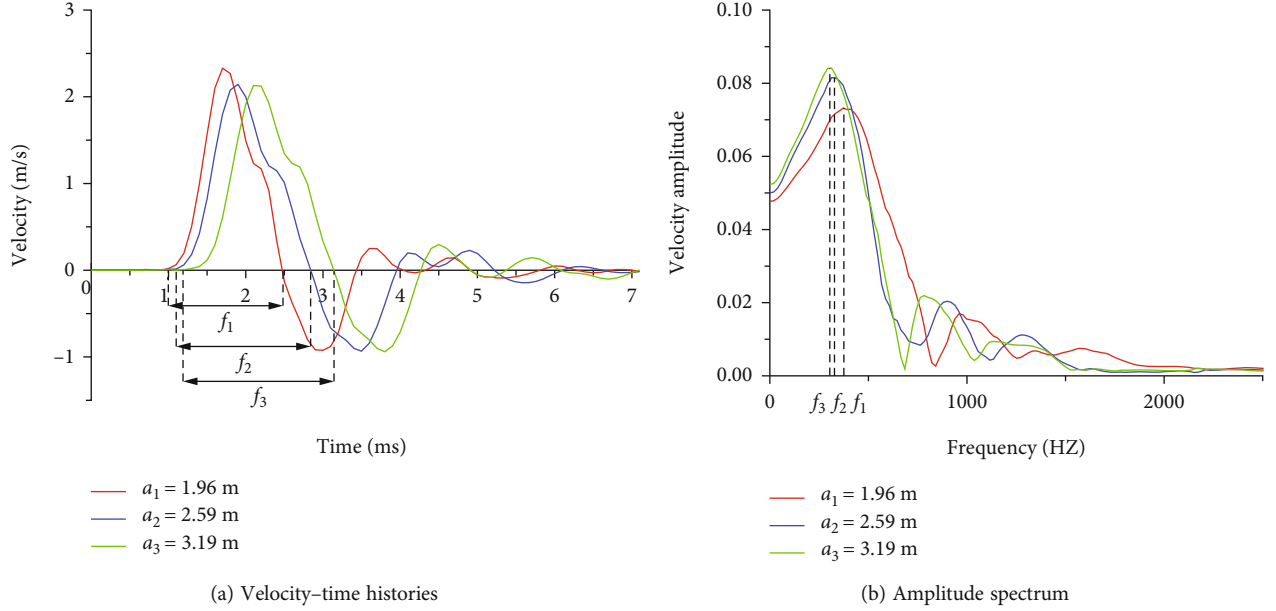 3
2
1
0
−1
Velocity (m/s)
0
1
2
3
4
5
6
7
f1
f2
f3
Time (ms)
a1 = 1.96 m
a2 = 2.59 m
a3 = 3.19 m
(a) Velocity–time histories
0.10
0.08
0.06
0.04
0.02
0.00
Velocity amplitude
0
1000
2000
f3 f2 f1
Frequency (HZ)
a1 = 1.96 m
a2 = 2.59 m
a3 = 3.19 m
(b) Amplitude spectrum